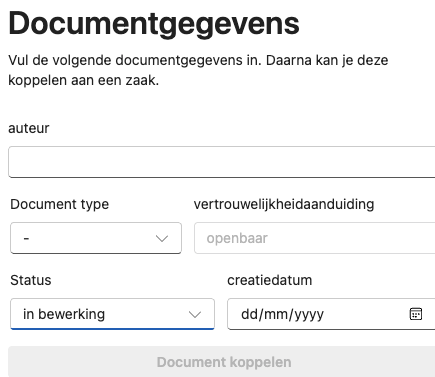 Documentgegevens
Vul de volgende documentgegevens in. Daarna kan je deze
koppelen aan een zaak.
auteur
Document type
vertrouwelijkheidaanduiding
-
openbaar
Status
creatiedatum
in bewerking
dd/mm/yyyy
Document koppelen